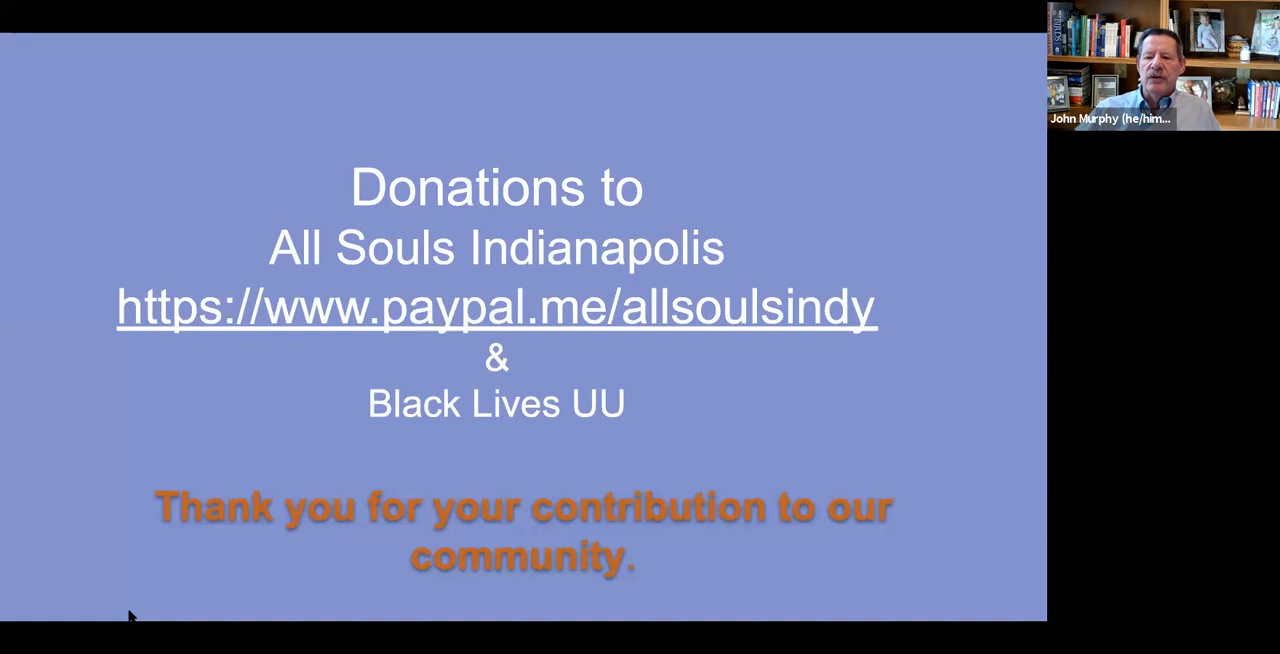 Donations to
All Souls Indianapolis
https://www.paypal.me/allsoulsindy
&
Black Lives UU
Thank you for your contribution to our
community.
John Murphy (he/him...
BIRDS